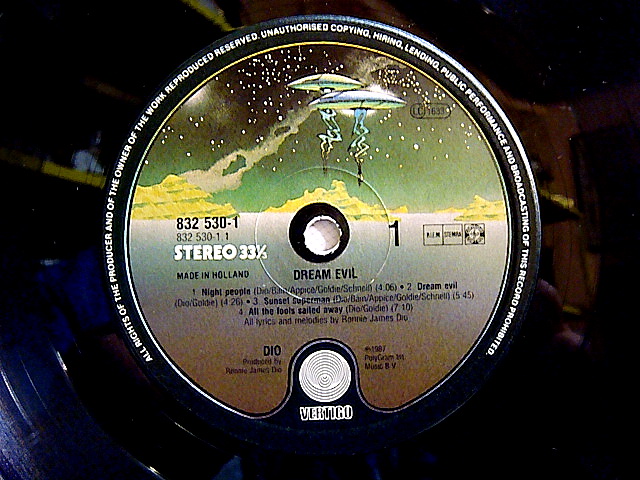 ALL RIGHTS OF THE PRODUCER AND OF THE OWNER OF THE WORK REPRODUCED RESERVED. UNAUTHORISED COPYING, HIRING, LENDING, PUBLIC PERFORMANCE AND BROADCASTING OF THIS RECORD PROHIBITED.
LC 1633
832 530-1
832 530-1 1
STEREO 33⅓
1
B.I.E.M. STEMRA
MADE IN HOLLAND
DREAM EVIL
1. Night people (Dio/Bain/Appice/Goldie/Schnell) (4:06) • 2. Dream evil
(Dio/Goldie) (4:26) • 3. Sunset superman (Dio/Bain/Appice/Goldie/Schnell) (5:45)
4. All the fools sailed away (Dio/Goldie) (7:10)
All lyrics and melodies by Ronnie James Dio
DIO
Produced by
Ronnie James Dio
℗1987
PolyGram Int.
Music B.V.
VERTIGO